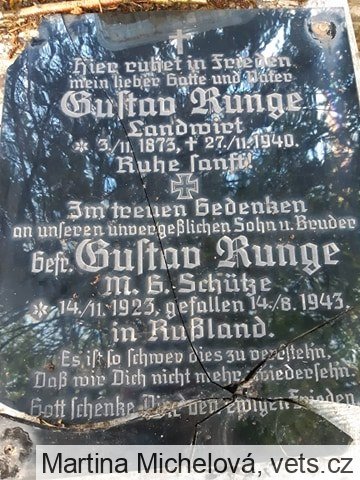 Hier ruhet in Frieden
mein lieber Gatte und Vater
Gustav Runge
Landwirt
* 3./11. 1873, † 27./11. 1940.
Ruhe sanft!
Im treuen Gedenken
an unseren unvergeßlichen Sohn u. Bruder
Gefr. Gustav Runge
M. G. Schütze
* 14./11. 1923, gefallen 14./8. 1943.
in Rußland.
Es ist so schwer dies zu verstehn,
Daß wir Dich nicht mehr wiedersehn.
Gott schenke Dir den ewigen Frieden
Martina Michelová, vets.cz